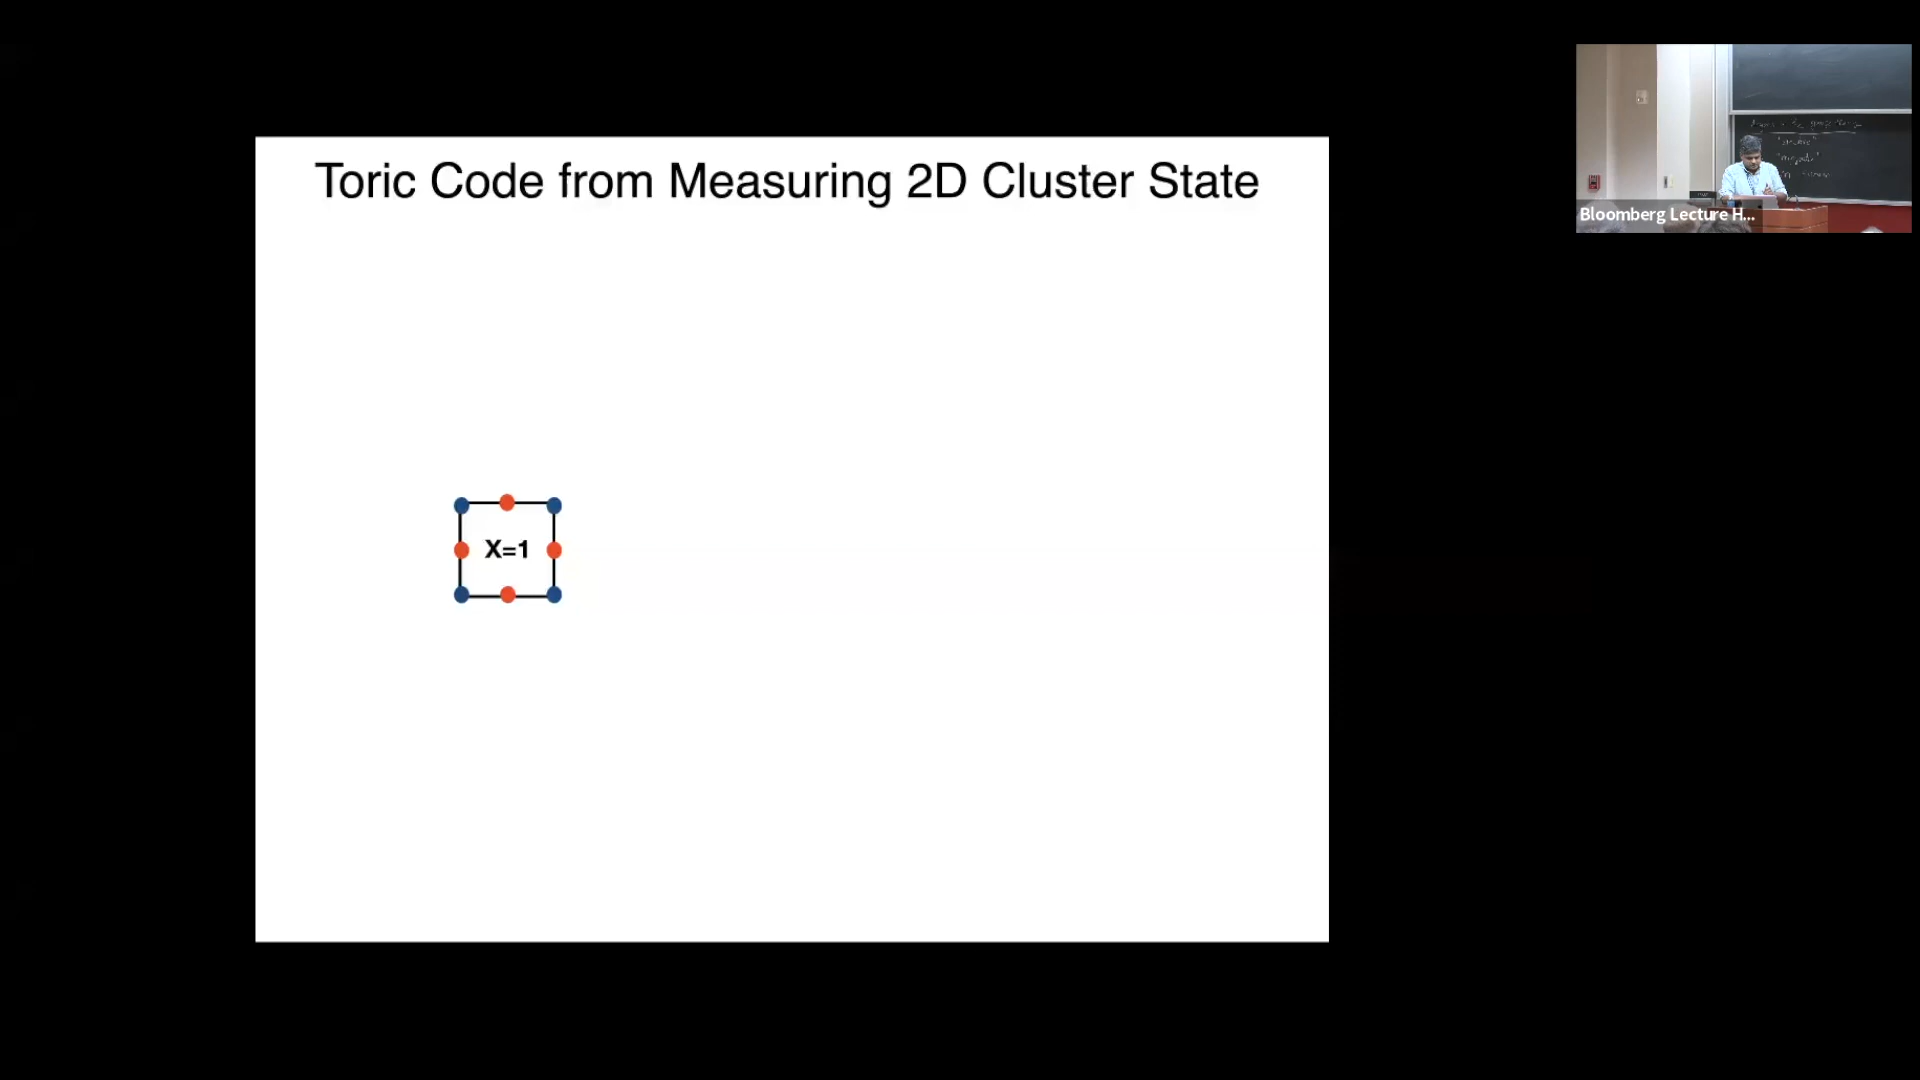 Toric Code from Measuring 2D Cluster State
X=1
Bloomberg Lecture H...